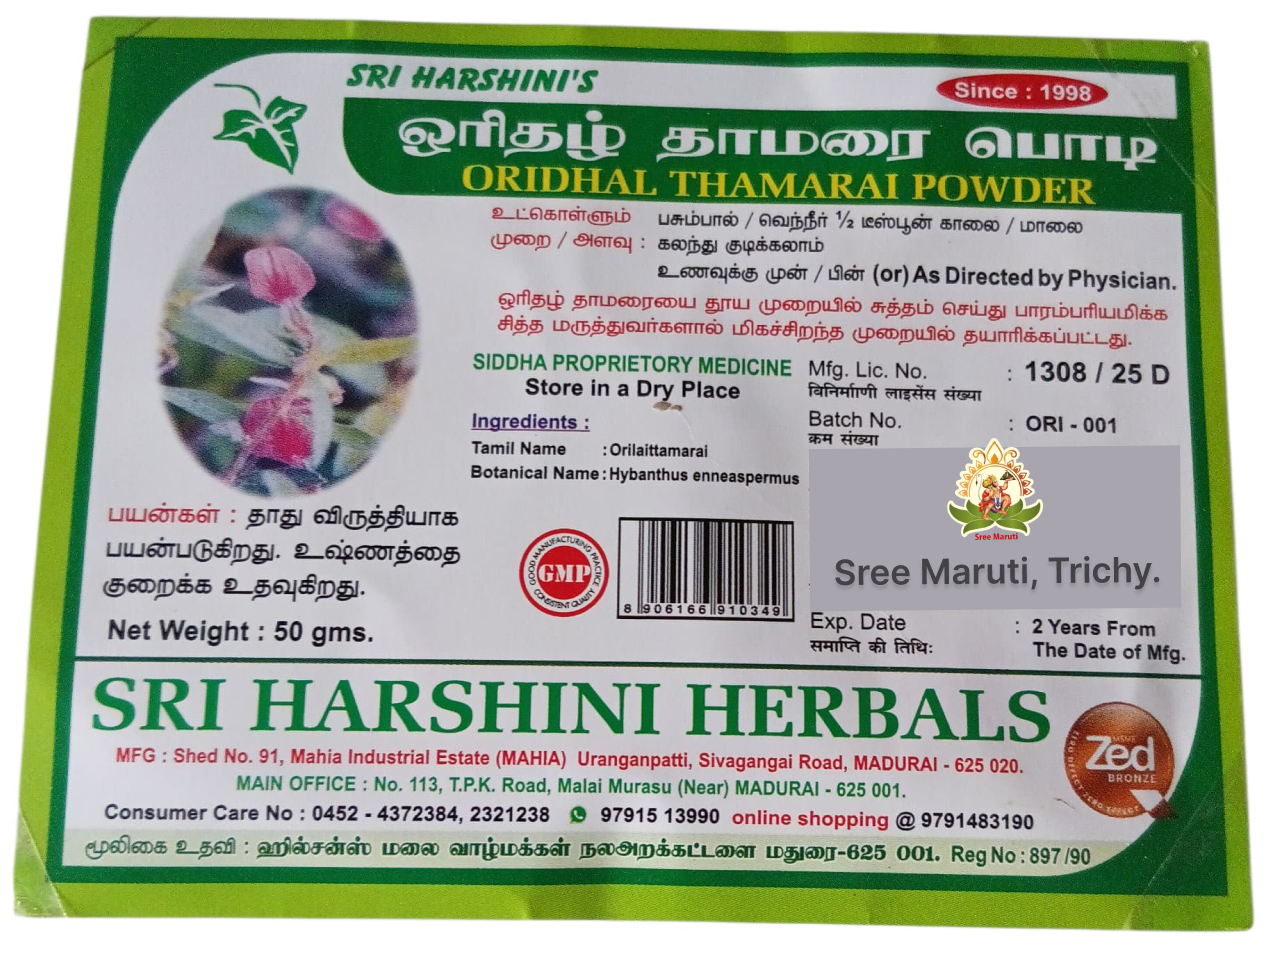 SRI HARSHINI'S
Since : 1998
ஓரிதழ் தாமரை பொடி
ORIDHAL THAMARAI POWDER
உட்கொள்ளும் பசும்பால் / வெந்நீர் ½ டீஸ்பூன் காலை / மாலை
முறை / அளவு : கலந்து குடிக்கலாம்
உணவுக்கு முன் / பின் (or) As Directed by Physician.
ஓரிதழ் தாமரையை தூய முறையில் சுத்தம் செய்து பாரம்பரியமிக்க
சித்த மருத்துவர்களால் மிகச்சிறந்த முறையில் தயாரிக்கப்பட்டது.
SIDDHA PROPRIETORY MEDICINE
Store in a Dry Place
Ingredients :
Tamil Name : Orilaittamarai
Botanical Name : Hybanthus enneaspermus
Mfg. Lic. No. : 1308 / 25 D
विनिर्माणी लाइसेंस संख्या
Batch No. : ORI - 001
क्रम संख्या
Sree Maruti
Sree Maruti, Trichy.
Exp. Date : 2 Years From
समाप्ति की तिथि: The Date of Mfg.
பயன்கள் : தாது விருத்தியாக
பயன்படுகிறது. உஷ்ணத்தை
குறைக்க உதவுகிறது.
Net Weight : 50 gms.
GOOD MANUFACTURING PRACTICE
GMP
CONSISTENT QUALITY
8 906166 910349
SRI HARSHINI HERBALS
MFG : Shed No. 91, Mahia Industrial Estate (MAHIA) Uranganpatti, Sivagangai Road, MADURAI - 625 020.
MAIN OFFICE : No. 113, T.P.K. Road, Malai Murasu (Near) MADURAI - 625 001.
Consumer Care No : 0452 - 4372384, 2321238 97915 13990 online shopping @ 9791483190
மூலிகை உதவி : ஹில்சன்ஸ் மலை வாழ்மக்கள் நலஅறக்கட்டளை மதுரை-625 001. Reg No : 897 /90
MSME
Zed
BRONZE
ZERO DEFECT ZERO EFFECT